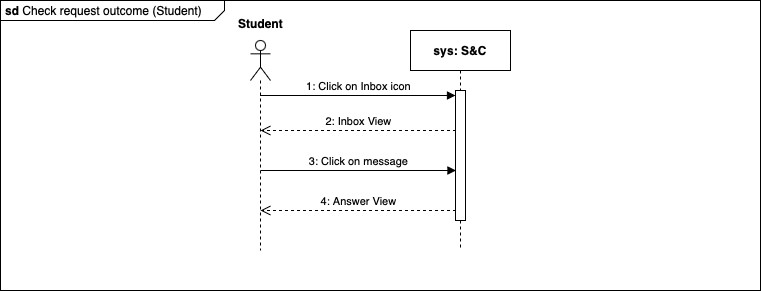 sd Check request outcome (Student)
Student
sys: S&C
1: Click on Inbox icon
2: Inbox View
3: Click on message
4: Answer View